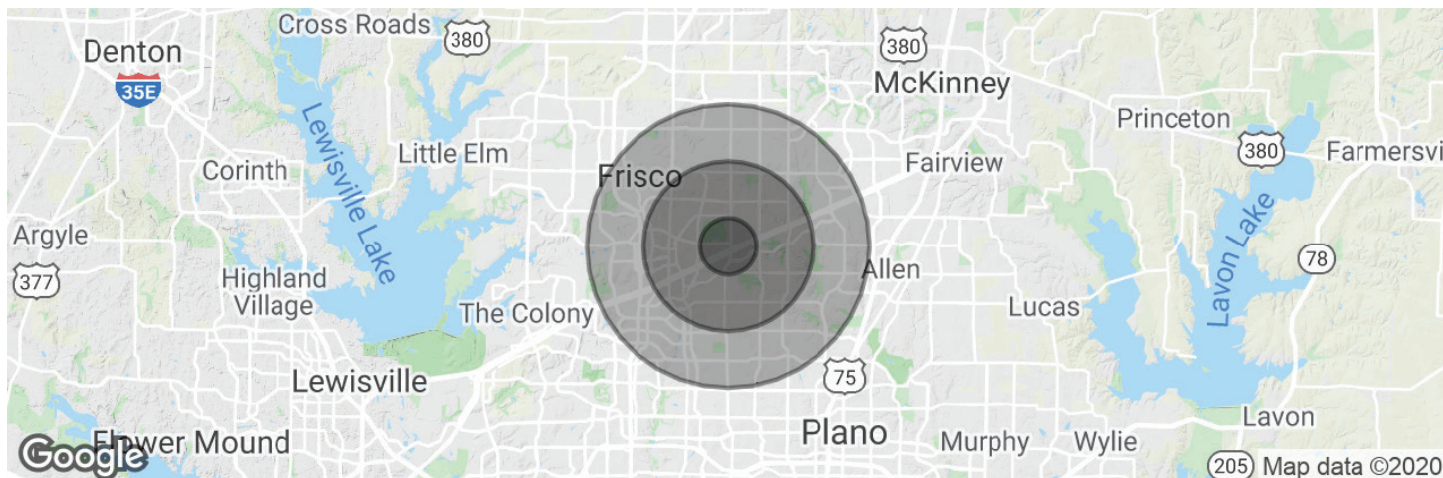 Cross Roads
380
Denton
380
35E
McKinney
Princeton
380
Little Elm
Farmersvi
Corinth
Fairview
Frisco
Lewisville Lake
Argyle
Lavon Lake
78
377
Highland
Village
Allen
The Colony
Lucas
Lewisville
75
Lavon
Plano
Murphy
Wylie
Flower Mound
Google
205
Map data ©2020